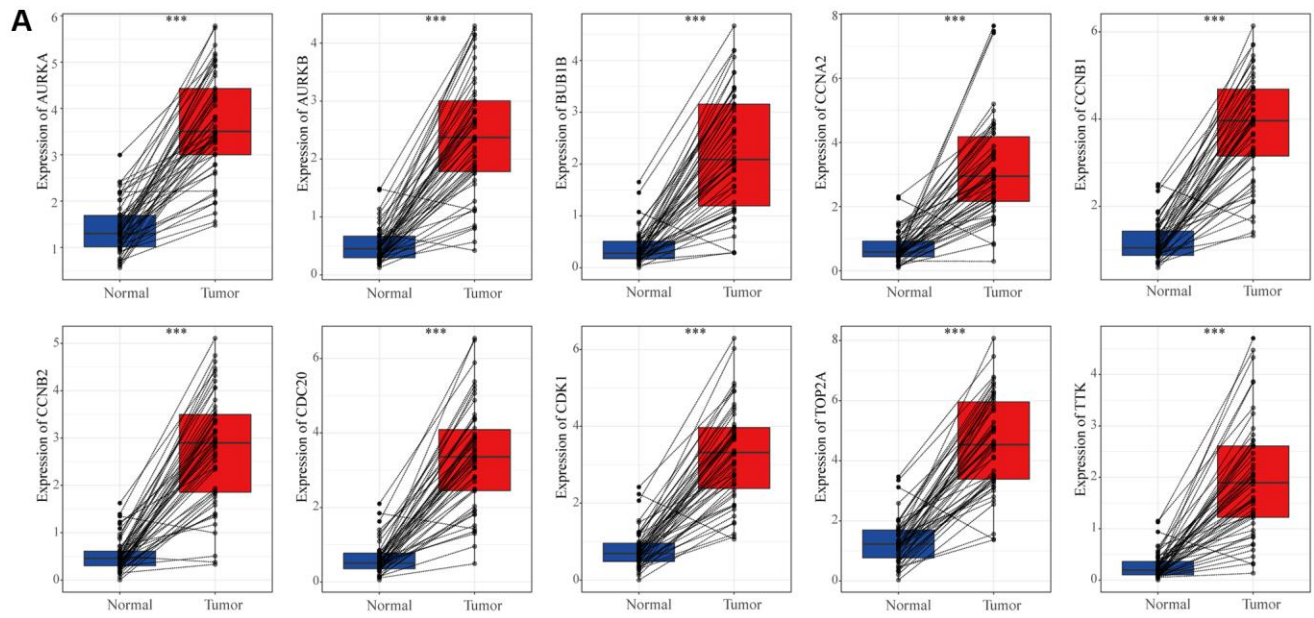 A
***
Expression of AURKA
6
5
4
3
2
1
Normal Tumor
***
Expression of AURKB
4
3
2
1
0
Normal Tumor
***
Expression of BUB1B
4
3
2
1
0
Normal Tumor
***
Expression of CCNA2
8
6
4
2
0
Normal Tumor
***
Expression of CCNB1
6
4
2
Normal Tumor
***
Expression of CCNB2
5
4
3
2
1
0
Normal Tumor
***
Expression of CDC20
6
4
2
0
Normal Tumor
***
Expression of CDK1
6
4
2
0
Normal Tumor
***
Expression of TOP2A
8
6
4
2
0
Normal Tumor
***
Expression of TTK
4
3
2
1
0
Normal Tumor